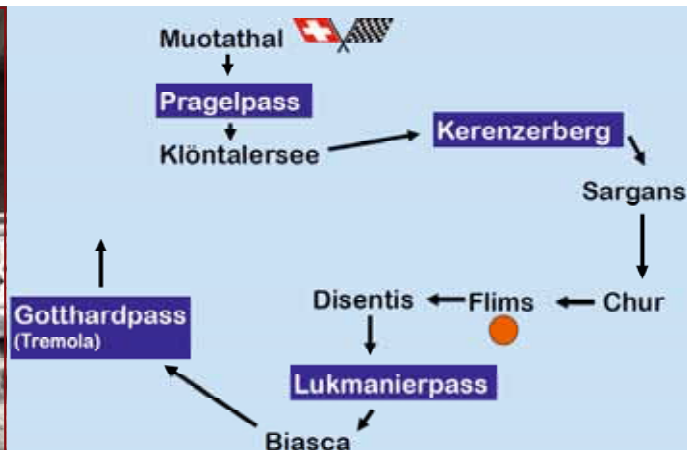 Muotathal
Pragelpass
Klöntalersee
Kerenzerberg
Sargans
Chur
Flims
Disentis
Lukmanierpass
Biasca
Gotthardpass
(Tremola)